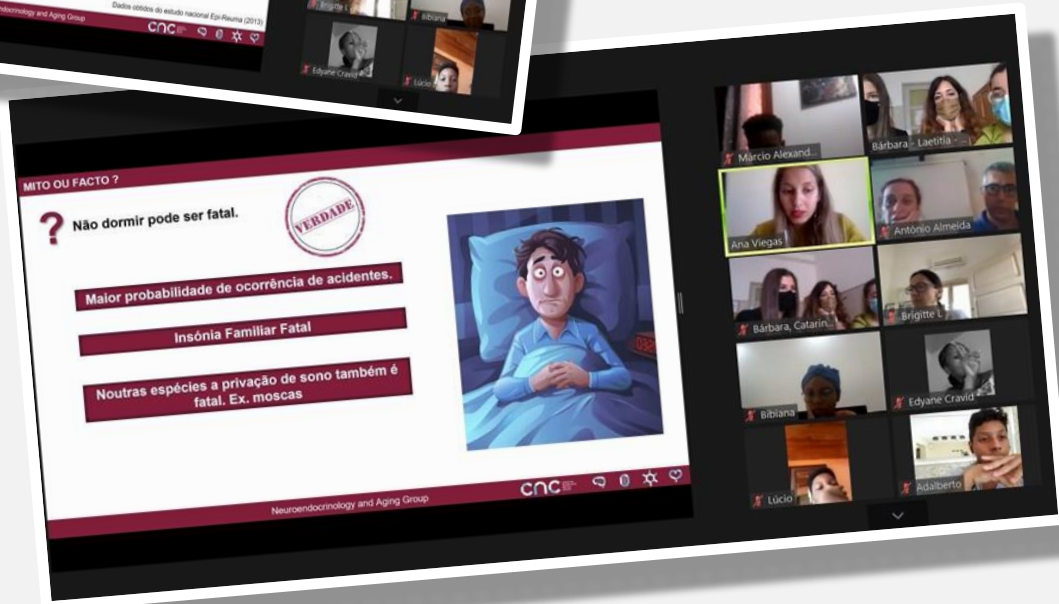 Dados obtidos do estudo nacional Epi-Reuma (2013)
ndocrinology and Aging Group
cnc
Brigitte L
Bibiana
Edyane Cravid
Lúcio
MITO OU FACTO ?
? Não dormir pode ser fatal.
VERDADE
Maior probabilidade de ocorrência de acidentes.
Insónia Familiar Fatal
Noutras espécies a privação de sono também é
fatal. Ex. moscas
Neuroendocrinology and Aging Group
cnc
Márcio Alexand...
Bárbara - Laetitia - ...
Ana Viegas
António Almeida
Bárbara, Catarin...
Brigitte L
Bibiana
Edyane Cravid
Lúcio
Adalberto